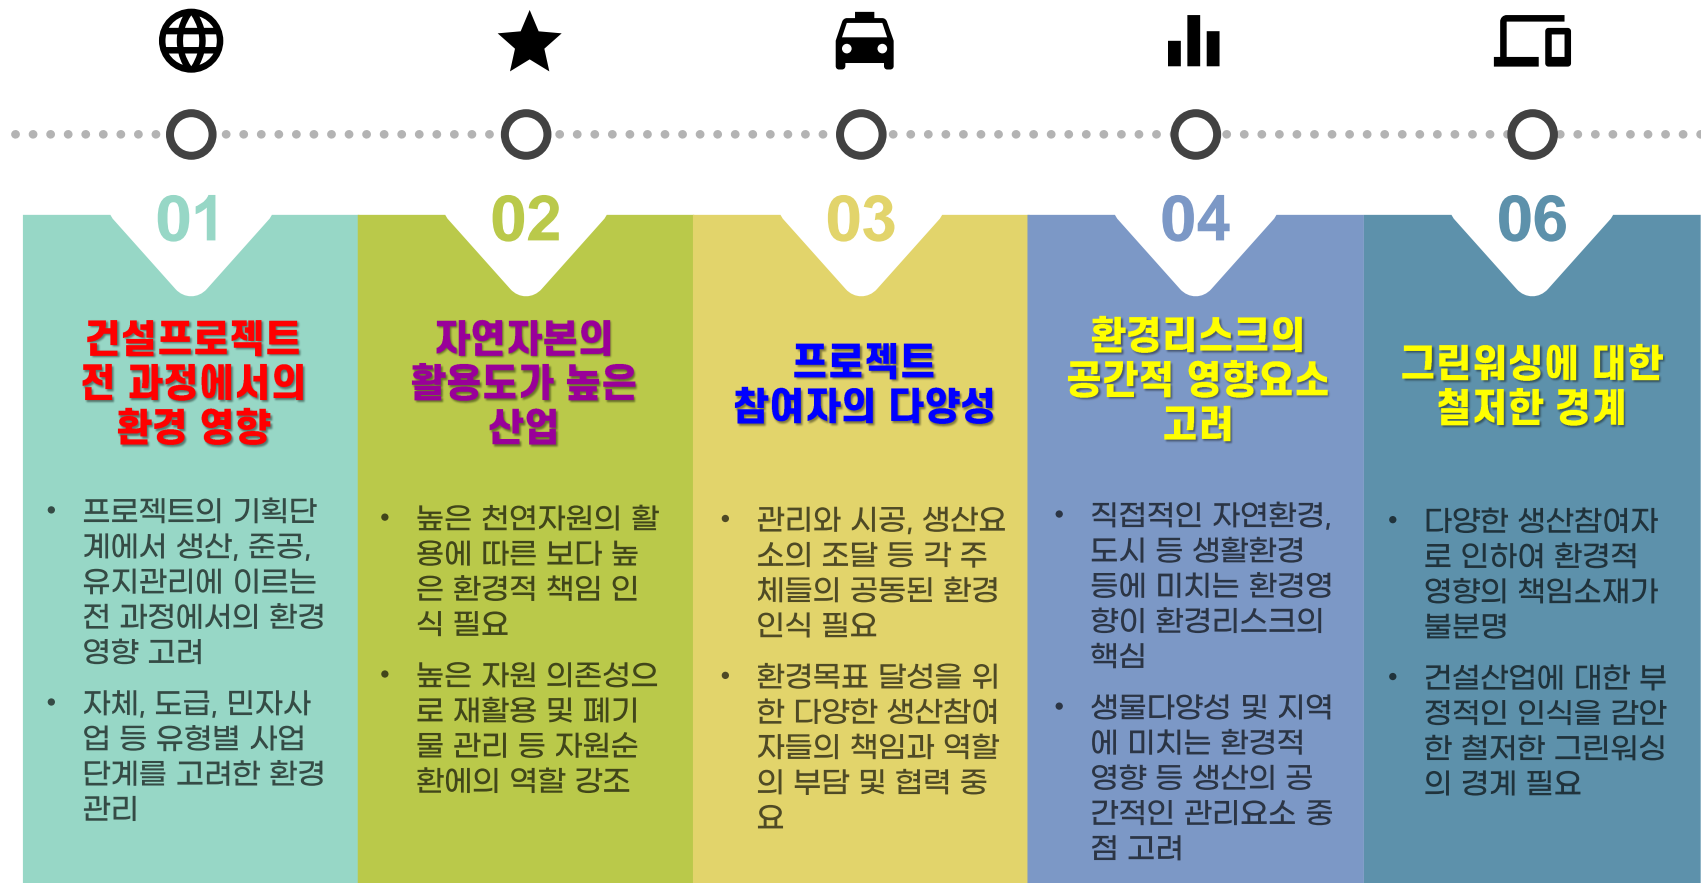 01
건설프로젝트
전 과정에서의
환경 영향
• 프로젝트의 기획단
계에서 생산, 준공,
유지관리에 이르는
전 과정에서의 환경
영향 고려
• 자체, 도급, 민자사
업 등 유형별 사업
단계를 고려한 환경
관리
02
자연자본의
활용도가 높은
산업
• 높은 천연자원의 활
용에 따른 보다 높
은 환경적 책임 인
식 필요
• 높은 자원 의존성으
로 재활용 및 폐기
물 관리 등 자원순
환에의 역할 강조
03
프로젝트
참여자의 다양성
• 관리와 시공, 생산요
소의 조달 등 각 주
체들의 공동된 환경
인식 필요
• 환경목표 달성을 위
한 다양한 생산참여
자들의 책임과 역할
의 부담 및 협력 중
요
04
환경리스크의
공간적 영향요소
고려
• 직접적인 자연환경,
도시 등 생활환경
등에 미치는 환경영
향이 환경리스크의
핵심
• 생물다양성 및 지역
에 미치는 환경적
영향 등 생산의 공
간적인 관리요소 중
점 고려
06
그린워싱에 대한
철저한 경계
• 다양한 생산참여자
로 인하여 환경적
영향의 책임소재가
불분명
• 건설산업에 대한 부
정적인 인식을 감안
한 철저한 그린워싱
의 경계 필요